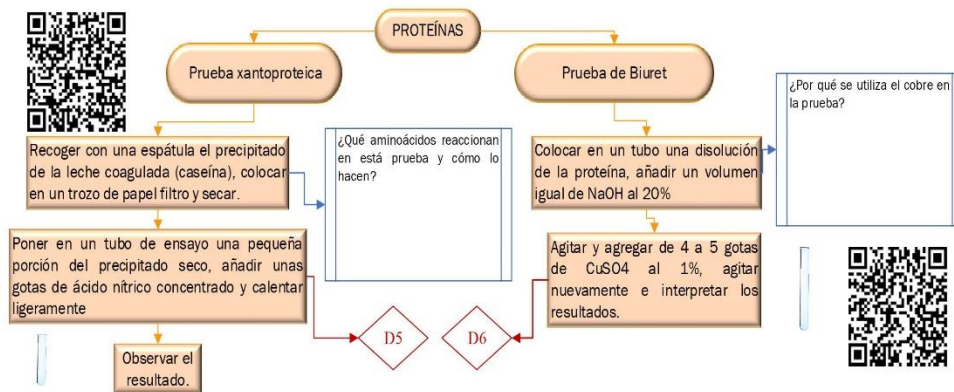 PROTEÍNAS
Prueba xantoproteica
Prueba de Biuret
¿Por qué se utiliza el cobre en
la prueba?
¿Qué aminoácidos reaccionan
en está prueba y cómo lo
hacen?
Recoger con una espátula el precipitado
de la leche coagulada (caseína), colocar
en un trozo de papel filtro y secar.
Colocar en un tubo una disolución
de la proteína, añadir un volumen
igual de NaOH al 20%
Poner en un tubo de ensayo una pequeña
porción del precipitado seco, añadir unas
gotas de ácido nítrico concentrado y calentar
ligeramente
Agitar y agregar de 4 a 5 gotas
de CuSO4 al 1%, agitar
nuevamente e interpretar los
resultados.
D5
D6
Observar el
resultado.